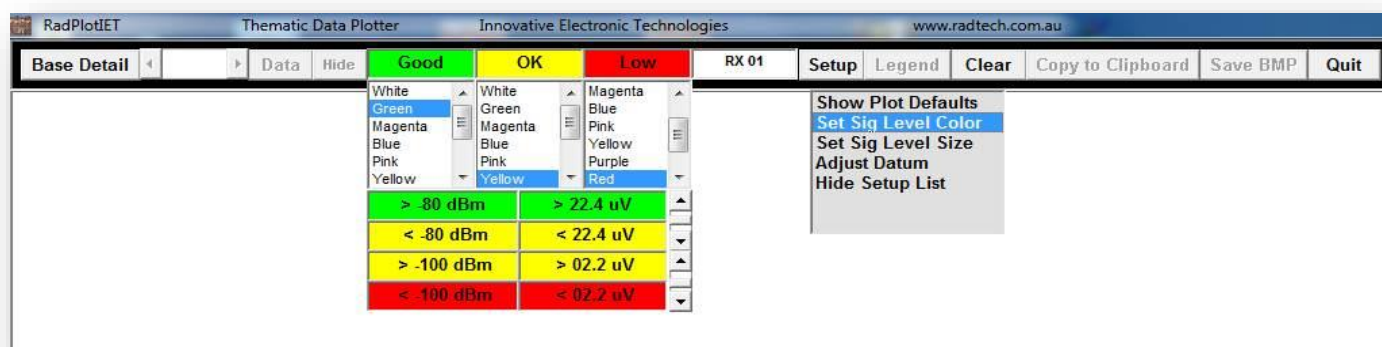 RadPlotIET Thematic Data Plotter Innovative Electronic Technologies www.radtech.com.au
Base Detail Data Hide Good OK Low RX 01 Setup Legend Clear Copy to Clipboard Save BMP Quit
White White Magenta
Green Green Blue
Magenta Magenta Pink
Blue Blue Yellow
Pink Pink Purple
Yellow Yellow Red
> -80 dBm > 22.4 uV
< -80 dBm < 22.4 uV
> -100 dBm > 02.2 uV
< -100 dBm < 02.2 uV
Show Plot Defaults
Set Sig Level Color
Set Sig Level Size
Adjust Datum
Hide Setup List